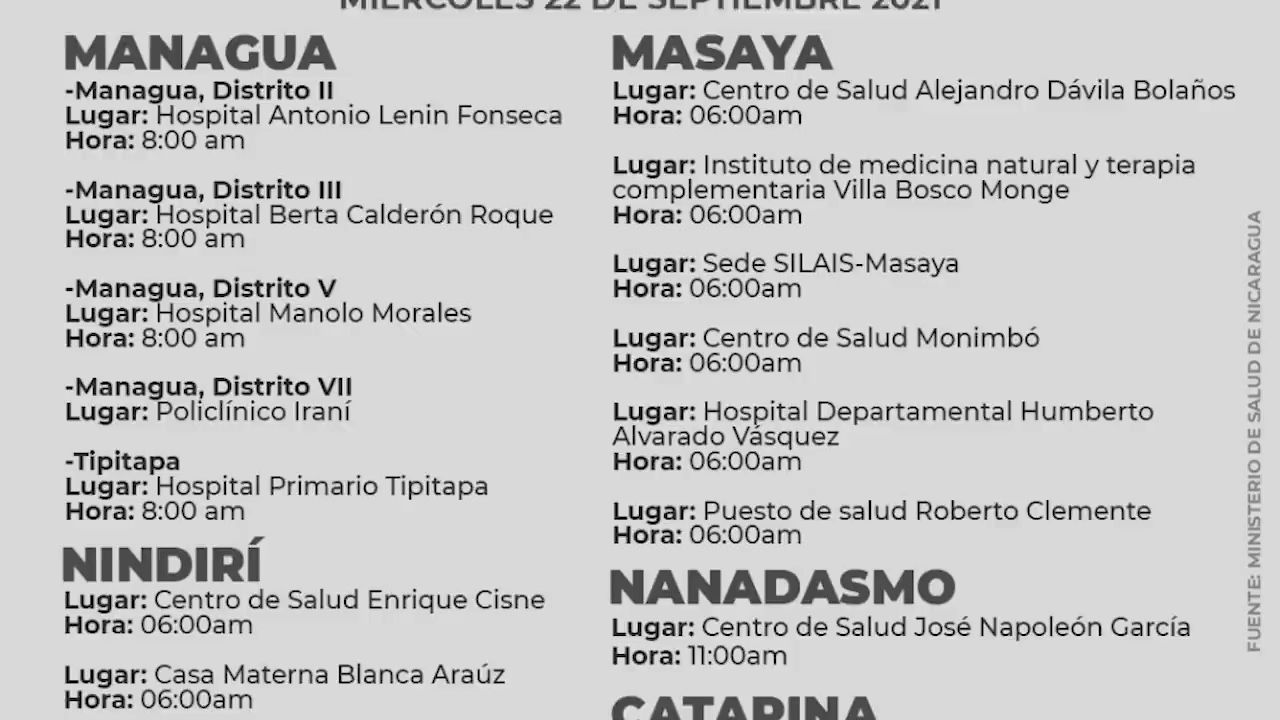 MIÉRCOLES 22 DE SEPTIEMBRE 2021
MANAGUA
-Managua, Distrito II
Lugar: Hospital Antonio Lenin Fonseca
Hora: 8:00 am
-Managua, Distrito III
Lugar: Hospital Berta Calderón Roque
Hora: 8:00 am
-Managua, Distrito V
Lugar: Hospital Manolo Morales
Hora: 8:00 am
-Managua, Distrito VII
Lugar: Policlínico Iraní
-Tipitapa
Lugar: Hospital Primario Tipitapa
Hora: 8:00 am
NINDIRÍ
Lugar: Centro de Salud Enrique Cisne
Hora: 06:00am
Lugar: Casa Materna Blanca Araúz
Hora: 06:00am
MASAYA
Lugar: Centro de Salud Alejandro Dávila Bolaños
Hora: 06:00am
Lugar: Instituto de medicina natural y terapia
complementaria Villa Bosco Monge
Hora: 06:00am
Lugar: Sede SILAIS-Masaya
Hora: 06:00am
Lugar: Centro de Salud Monimbó
Hora: 06:00am
Lugar: Hospital Departamental Humberto
Alvarado Vásquez
Hora: 06:00am
Lugar: Puesto de salud Roberto Clemente
Hora: 06:00am
NANADASMO
Lugar: Centro de Salud José Napoleón García
Hora: 11:00am
CATARINA
FUENTE: MINISTERIO DE SALUD DE NICARAGUA